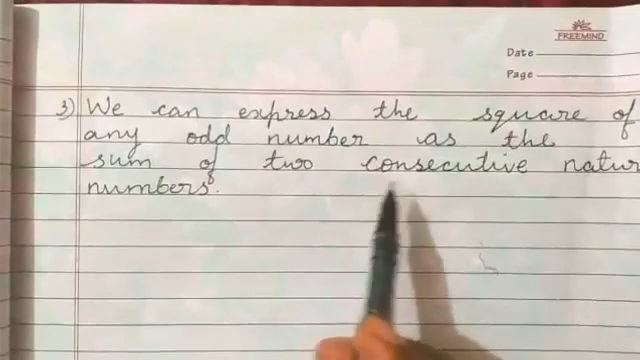 FREEMIND
Date
Page
3) We can express the square of
any odd number as the
sum of two consecutive natur
numbers.